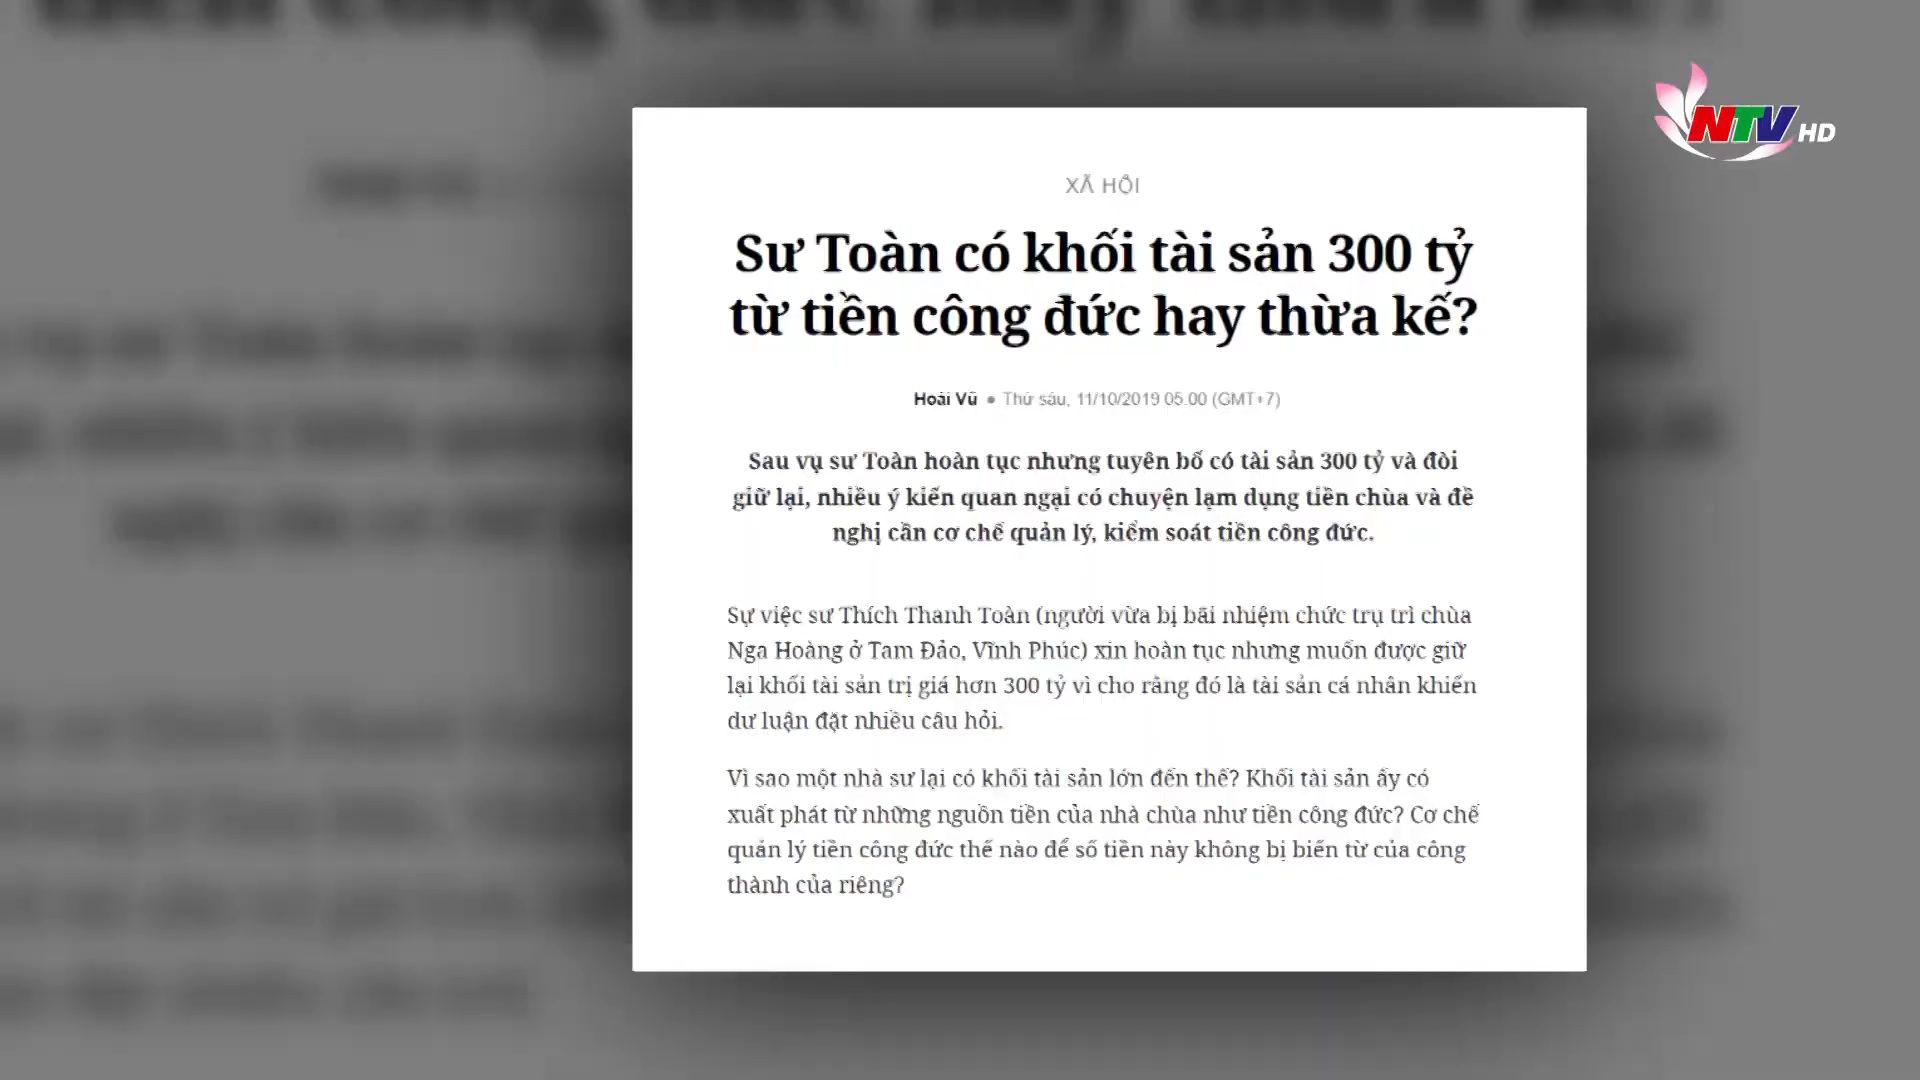 NTV HD
XÃ HỘI
Sư Toàn có khối tài sản 300 tỷ
từ tiền công đức hay thừa kế?
Hoài Vũ • Thứ sáu, 11/10/2019 05:00 (GMT+7)
Sau vụ sư Toàn hoàn tục nhưng tuyên bố có tài sản 300 tỷ và đòi
giữ lại, nhiều ý kiến quan ngại có chuyện lạm dụng tiền chùa và đề
nghị cần cơ chế quản lý, kiểm soát tiền công đức.
Sự việc sư Thích Thanh Toàn (người vừa bị bãi nhiệm chức trụ trì chùa
Nga Hoàng ở Tam Đảo, Vĩnh Phúc) xin hoàn tục nhưng muốn được giữ
lại khối tài sản trị giá hơn 300 tỷ vì cho rằng đó là tài sản cá nhân khiến
dư luận đặt nhiều câu hỏi.
Vì sao một nhà sư lại có khối tài sản lớn đến thế? Khối tài sản ấy có
xuất phát từ những nguồn tiền của nhà chùa như tiền công đức? Cơ chế
quản lý tiền công đức thế nào để số tiền này không bị biến từ của công
thành của riêng?